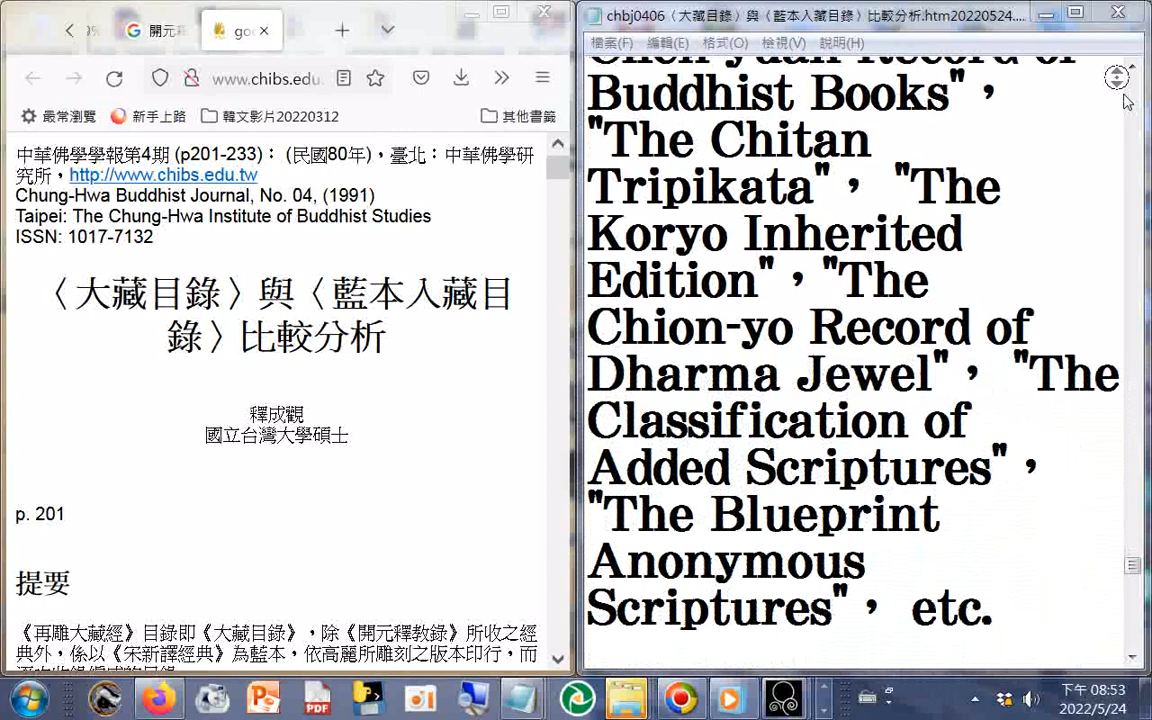 開元釋
goo
www.chibs.edu.
最常瀏覽
新手上路
韓文影片20220312
其他書籤
中華佛學學報第4期 (p201-233)： (民國80年)，臺北：中華佛學研
究所，http://www.chibs.edu.tw
Chung-Hwa Buddhist Journal, No. 04, (1991)
Taipei: The Chung-Hwa Institute of Buddhist Studies
ISSN: 1017-7132
〈大藏目錄〉與〈藍本入藏目
錄〉比較分析
釋成觀
國立台灣大學碩士
p. 201
提要
《再雕大藏經》目錄即《大藏目錄》，除《開元釋教錄》所收之經
典外，係以《宋新譯經典》為藍本，依高麗所雕刻之版本印行，而
chbj0406〈大藏目錄〉與〈藍本入藏目錄〉比較分析.htm20220524....
檔案(F) 編輯(E) 格式(O) 檢視(V) 說明(H)
Chen-yuan Record of
Buddhist Books"，
"The Chitan
Tripikata"， "The
Koryo Inherited
Edition"，"The
Chion-yo Record of
Dharma Jewel"， "The
Classification of
Added Scriptures"，
"The Blueprint
Anonymous
Scriptures"， etc.
PDF
下午 08:53
2022/5/24